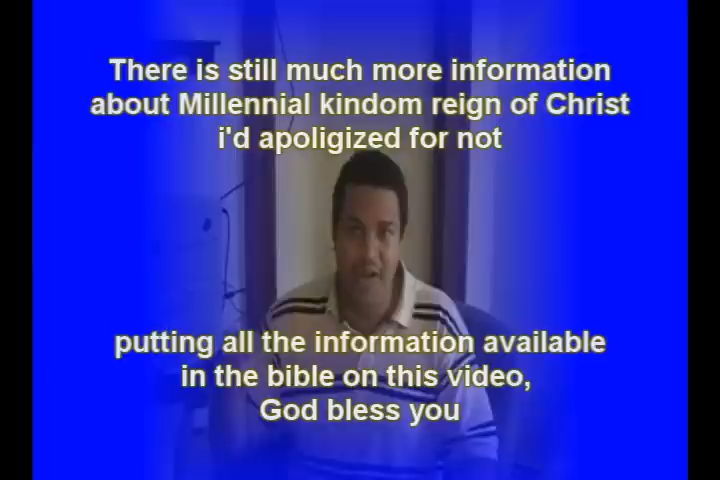 There is still much more information
about Millennial kindom reign of Christ
i'd apoligized for not
putting all the information available
in the bible on this video,
God bless you